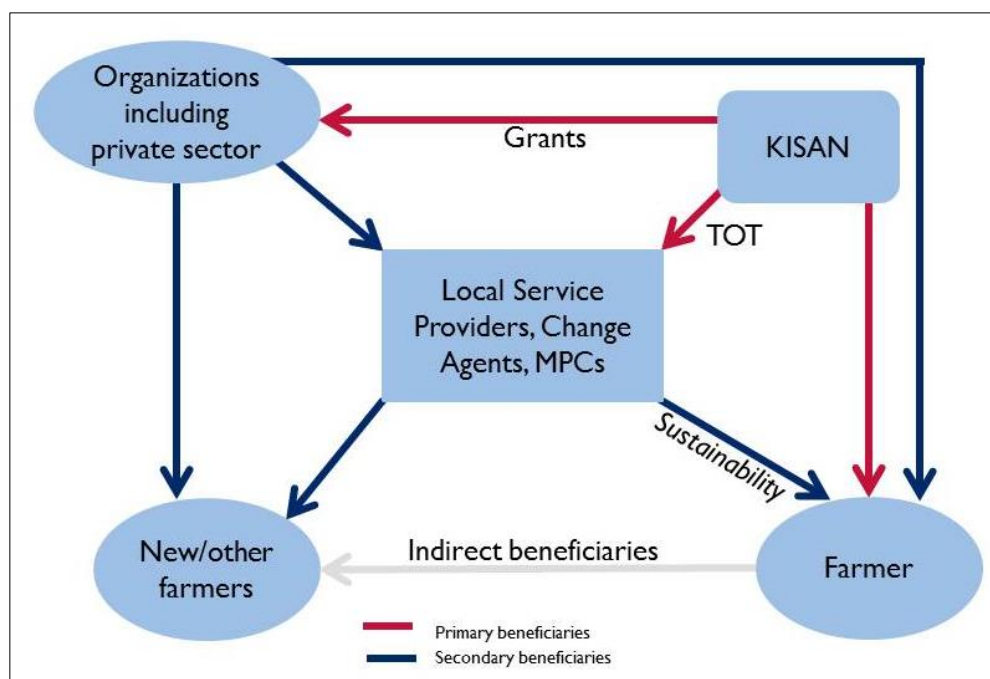 Organizations
including
private sector
Grants
KISAN
TOT
Local Service
Providers, Change
Agents, MPCs
Sustainability
New/other
farmers
Indirect beneficiaries
Farmer
Primary beneficiaries
Secondary beneficiaries